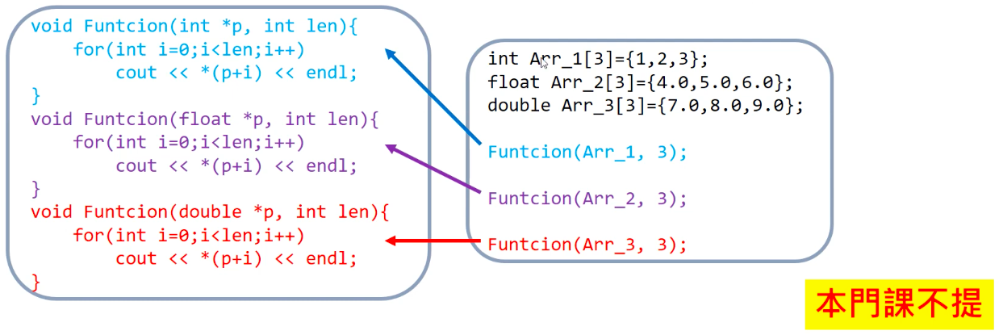 void Funtcion(int *p, int len){
    for(int i=0;i<len;i++)
        cout << *(p+i) << endl;
}
void Funtcion(float *p, int len){
    for(int i=0;i<len;i++)
        cout << *(p+i) << endl;
}
void Funtcion(double *p, int len){
    for(int i=0;i<len;i++)
        cout << *(p+i) << endl;
}
int Arr_1[3]={1,2,3};
float Arr_2[3]={4.0,5.0,6.0};
double Arr_3[3]={7.0,8.0,9.0};
Funtcion(Arr_1, 3);
Funtcion(Arr_2, 3);
Funtcion(Arr_3, 3);
本門課不提